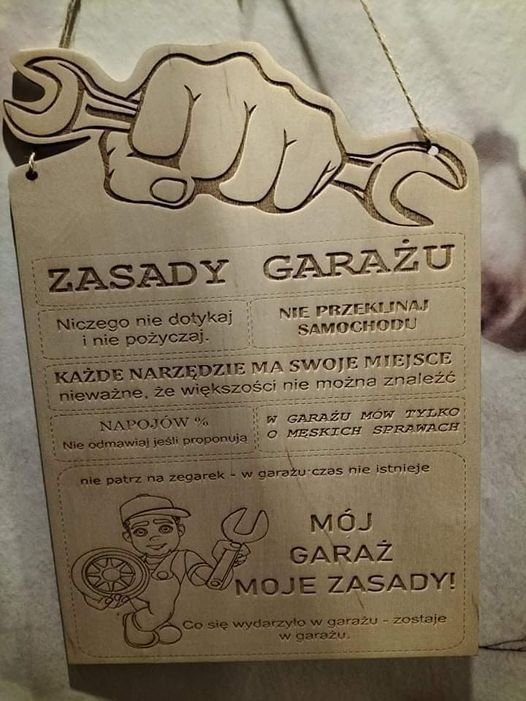 ZASADY GARAŻU
Niczego nie dotykaj
i nie pożyczaj.
NIE PRZEKLINAJ
SAMOCHODU
KAŻDE NARZĘDZIE MA SWOJE MIEJSCE
nieważne, że większości nie można znaleźć
NAPOJÓW %
Nie odmawiaj jeśli proponują
W GARAŻU MÓW TYLKO
O MĘSKICH SPRAWACH
nie patrz na zegarek - w garażu czas nie istnieje
MÓJ
GARAŻ
MOJE ZASADY!
Co się wydarzyło w garażu - zostaje
w garażu.